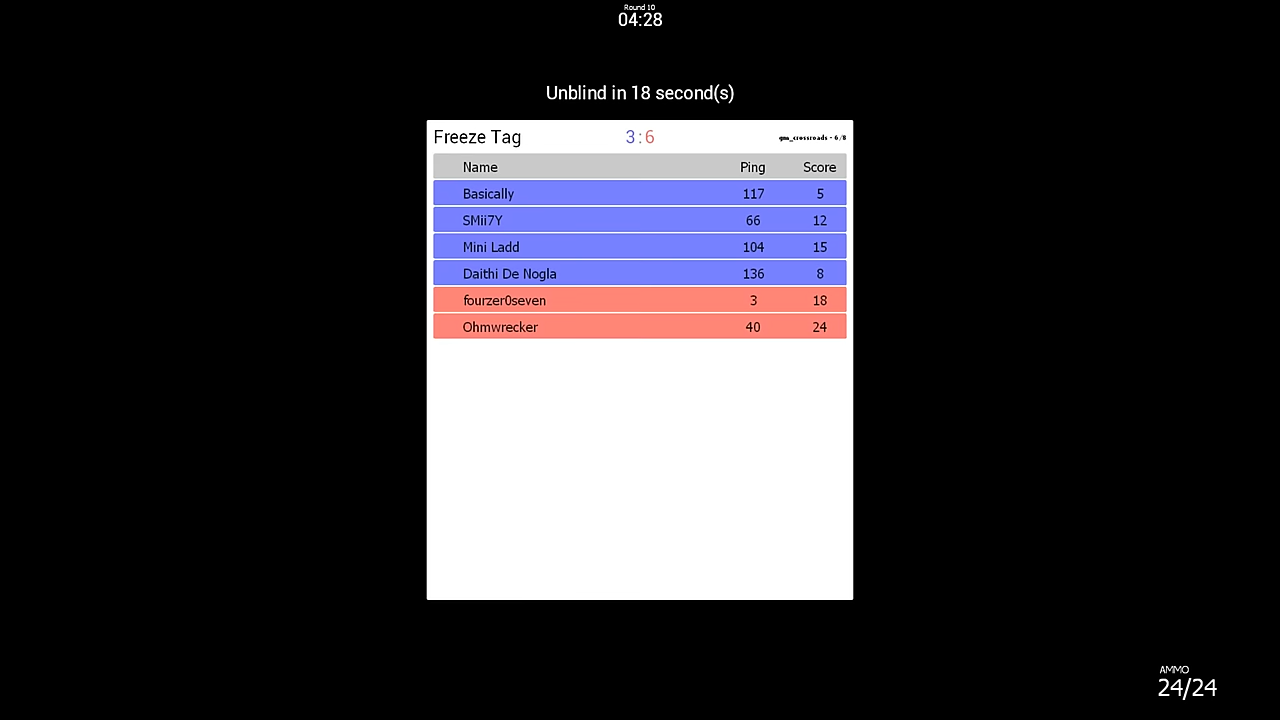 Round 10
04:28
Unblind in 18 second(s)
Freeze Tag 3:6 gm_crossroads - 6/8
Name Ping Score
Basically 117 5
SMii7Y 66 12
Mini Ladd 104 15
Daithi De Nogla 136 8
fourzer0seven 3 18
Ohmwrecker 40 24
AMMO
24/24